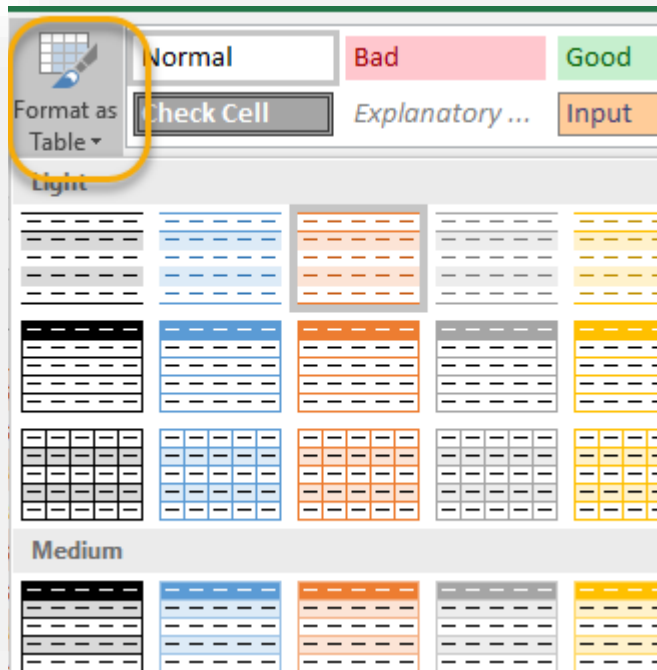 Normal
Bad
Good
Format as
Table
Check Cell
Explanatory ...
Input
Light
Medium